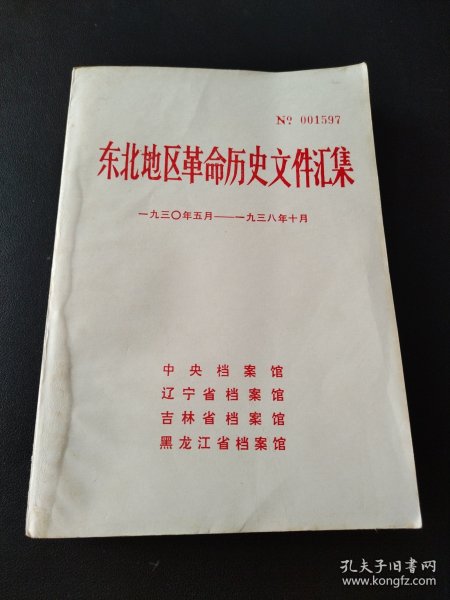 № 001597
东北地区革命历史文件汇集
一九三〇年五月——一九三八年十月
中央档案馆
辽宁省档案馆
吉林省档案馆
黑龙江省档案馆
孔夫子旧书网
www.kongfz.com